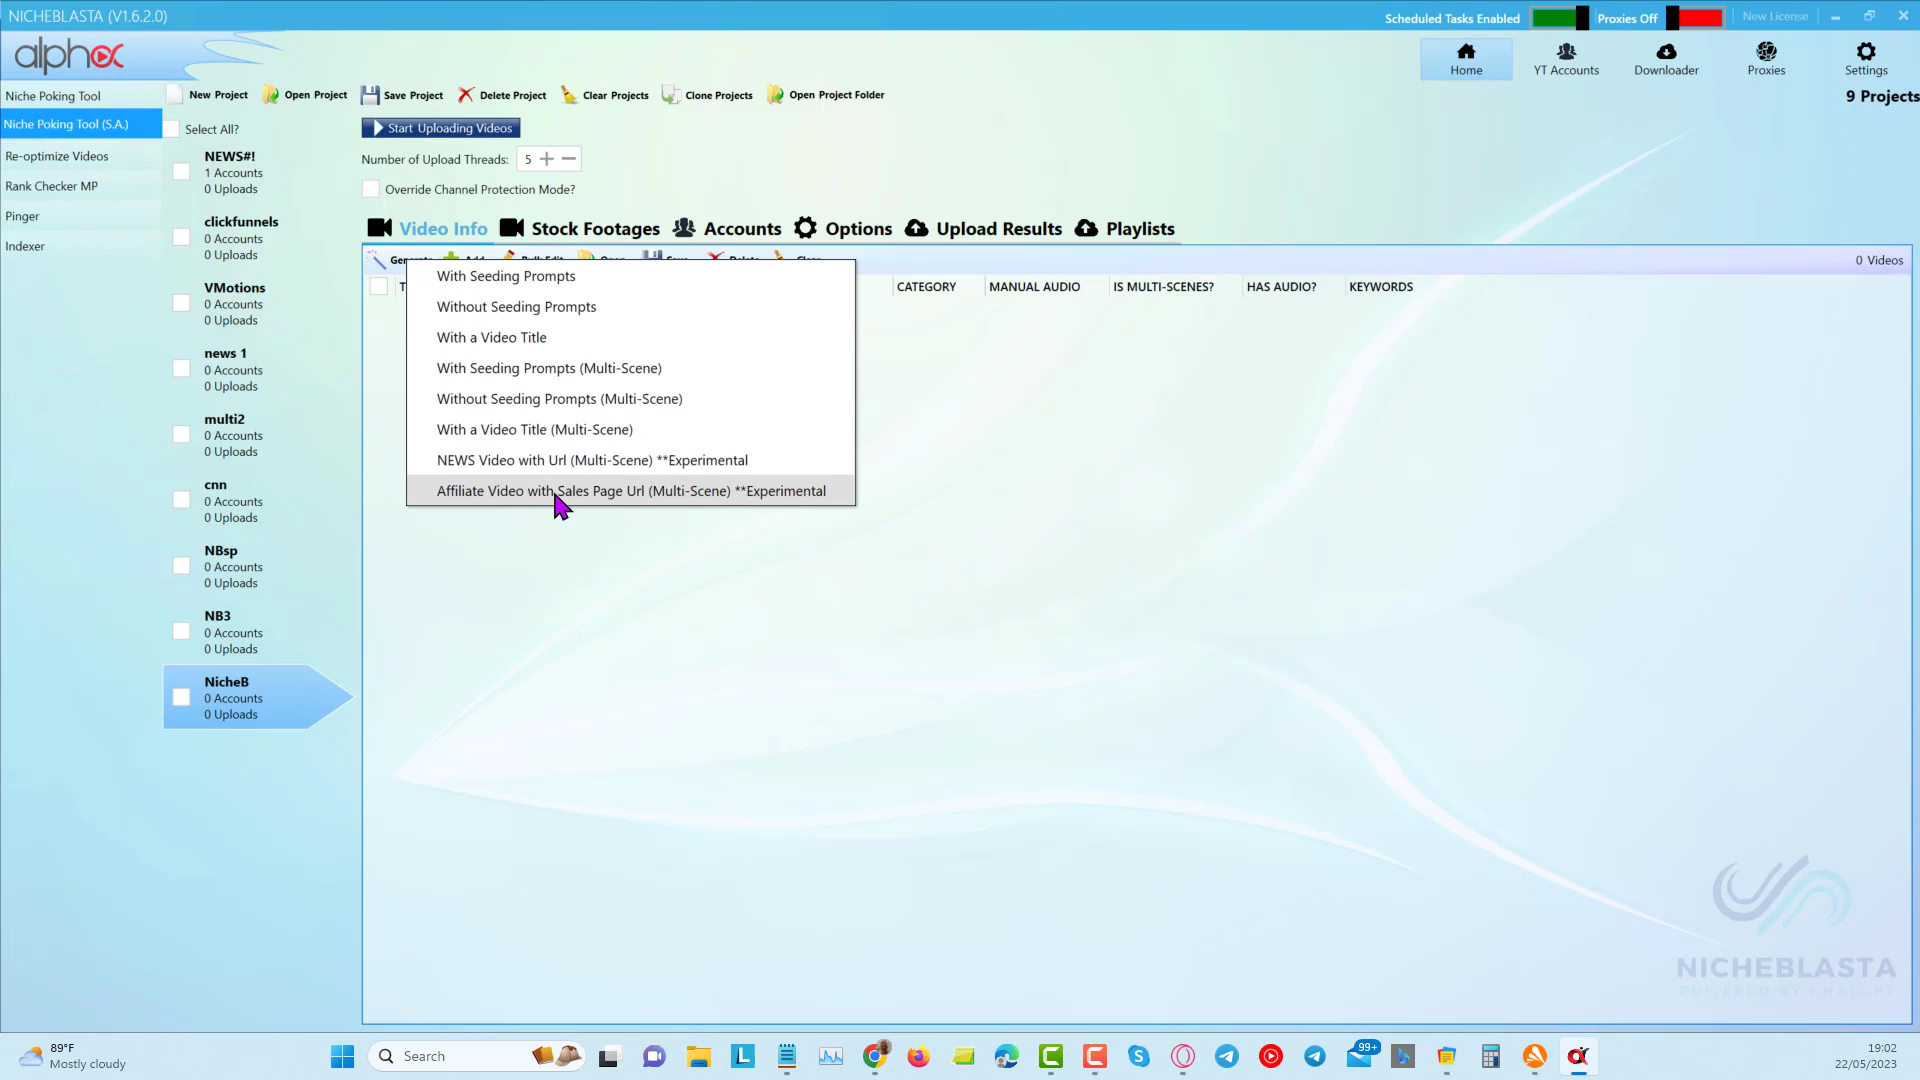 NICHEBLASTA (V1.6.2.0)
Scheduled Tasks Enabled
Proxies Off
New License
alpha
Home
YT Accounts
Downloader
Proxies
Settings
9 Projects
Niche Poking Tool
Niche Poking Tool (S.A.)
Re-optimize Videos
Rank Checker MP
Pinger
Indexer
New Project
Open Project
Save Project
Delete Project
Clear Projects
Clone Projects
Open Project Folder
Select All?
NEWS#!
1 Accounts
0 Uploads
clickfunnels
0 Accounts
0 Uploads
VMotions
0 Accounts
0 Uploads
news 1
0 Accounts
0 Uploads
multi2
0 Accounts
0 Uploads
cnn
0 Accounts
0 Uploads
NBsp
0 Accounts
0 Uploads
NB3
0 Accounts
0 Uploads
NicheB
0 Accounts
0 Uploads
Start Uploading Videos
Number of Upload Threads: 5
Override Channel Protection Mode?
Video Info
Stock Footages
Accounts
Options
Upload Results
Playlists
0 Videos
CATEGORY
MANUAL AUDIO
IS MULTI-SCENES?
HAS AUDIO?
KEYWORDS
With Seeding Prompts
Without Seeding Prompts
With a Video Title
With Seeding Prompts (Multi-Scene)
Without Seeding Prompts (Multi-Scene)
With a Video Title (Multi-Scene)
NEWS Video with Url (Multi-Scene) **Experimental
Affiliate Video with Sales Page Url (Multi-Scene) **Experimental
NICHEBLASTA
POWERED BY CHATGPT
89°F
Mostly cloudy
Search
99+
19:02
22/05/2023